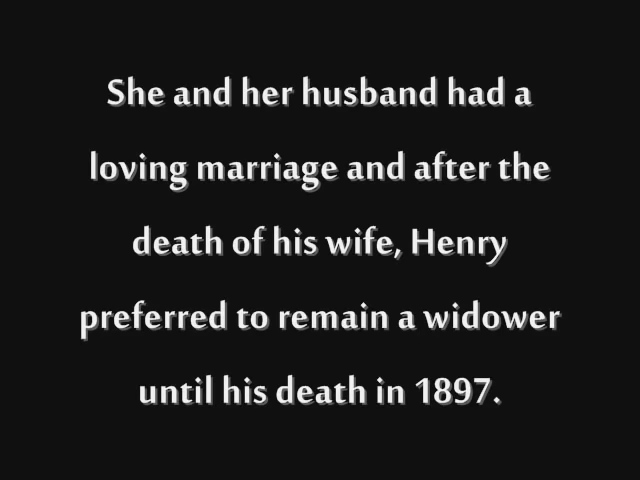 She and her husband had a
loving marriage and after the
death of his wife, Henry
preferred to remain a widower
until his death in 1897.